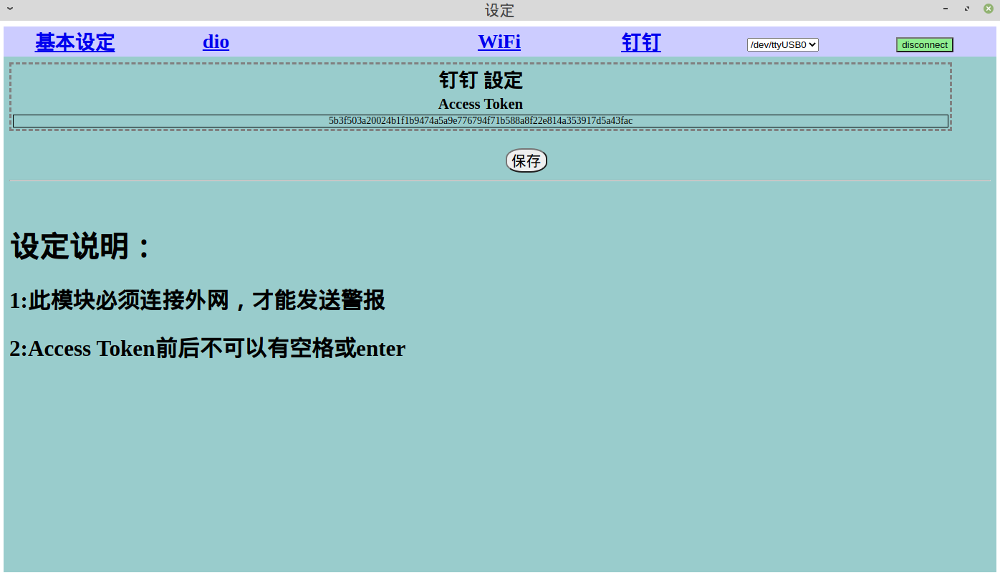 设定
基本设定 dio WiFi 钉钉 /dev/ttyUSB0 disconnect
钉钉 設定
Access Token
5b3f503a20024b1f1b9474a5a9e776794f71b588a8f22e814a353917d5a43fac
保存
设定说明：
1:此模块必须连接外网，才能发送警报
2:Access Token前后不可以有空格或enter